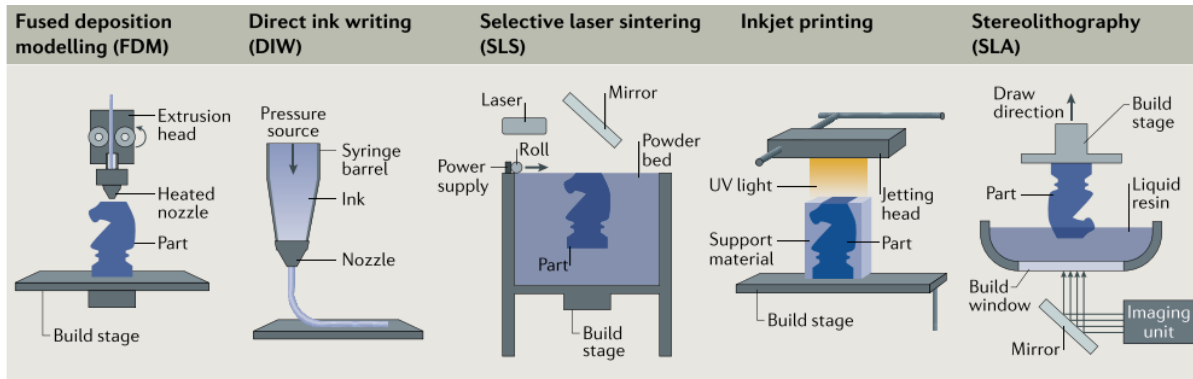 Fused deposition
modelling (FDM)
Direct ink writing
(DIW)
Selective laser sintering
(SLS)
Inkjet printing
Stereolithography
(SLA)
Extrusion
head
Heated
nozzle
Part
Build stage
Pressure
source
Syringe
barrel
Ink
Nozzle
Laser
Mirror
Roll
Powder
bed
Power
supply
Part
Build
stage
UV light
Jetting
head
Support
material
Part
Build stage
Draw
direction
Build
stage
Part
Liquid
resin
Build
window
Mirror
Imaging
unit